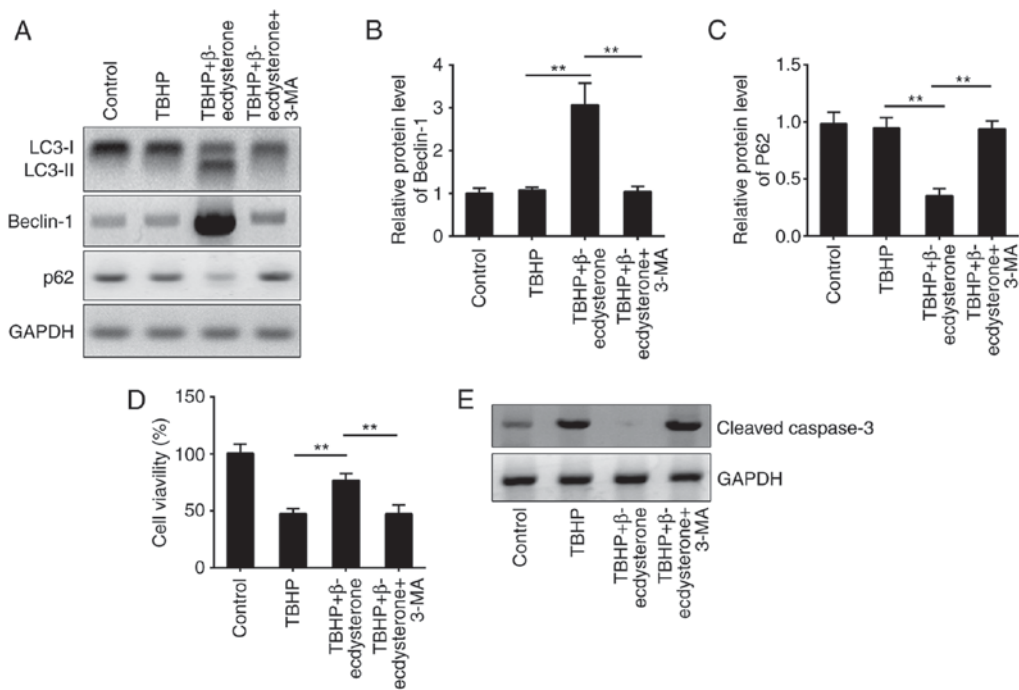 A
Control
TBHP
TBHP+β-
ecdysterone
TBHP+β-
ecdysterone+
3-MA
LC3-I
LC3-II
Beclin-1
p62
GAPDH
B
Relative protein level
of Beclin-1
4
3
2
1
0
**
**
Control
TBHP
TBHP+β-
ecdysterone
TBHP+β-
ecdysterone+
3-MA
C
Relative protein level
of P62
1.5
1.0
0.5
0.0
**
**
Control
TBHP
TBHP+β-
ecdysterone
TBHP+β-
ecdysterone+
3-MA
D
Cell viavility (%)
150
100
50
0
**
**
Control
TBHP
TBHP+β-
ecdysterone
TBHP+β-
ecdysterone+
3-MA
E
Cleaved caspase-3
GAPDH
Control
TBHP
TBHP+β-
ecdysterone
TBHP+β-
ecdysterone+
3-MA